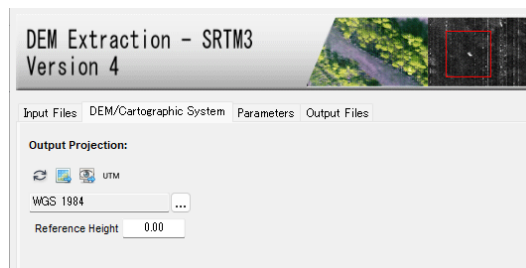 DEM Extraction - SRTM3
Version 4
Input Files DEM/Cartographic System Parameters Output Files
Output Projection:
UTM
WGS 1984 ...
Reference Height 0.00